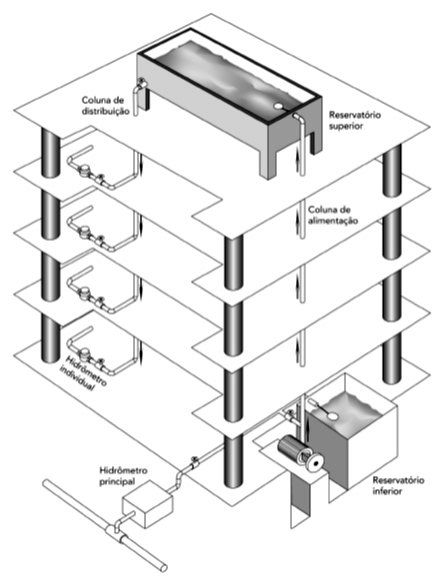 Coluna de
distribuição
Reservatório
superior
Coluna de
alimentação
Hidrômetro
individual
Hidrômetro
principal
Reservatório
inferior